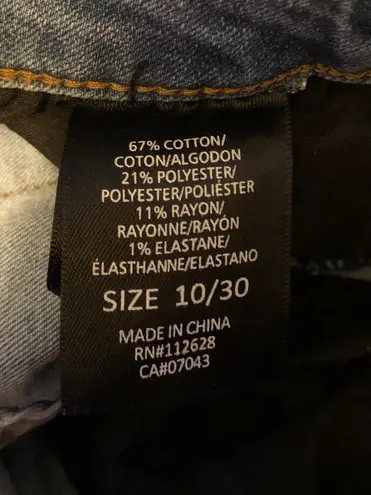 67% COTTON/
COTON/ALGODON
21% POLYESTER/
POLYESTER/POLIÉSTER
11% RAYON/
RAYONNE/RAYÓN
1% ELASTANE/
ÉLASTHANNE/ELASTANO
SIZE 10/30
MADE IN CHINA
RN#112628
CA#07043